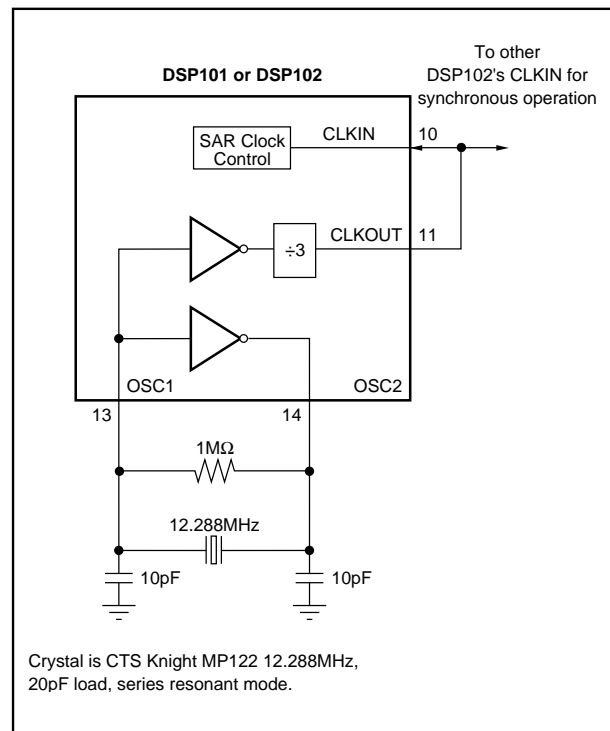 To other
DSP102's CLKIN for
synchronous operation
DSP101 or DSP102
SAR Clock
Control
CLKIN
10
÷3
CLKOUT
11
OSC1
OSC2
13
14
1MΩ
12.288MHz
10pF
10pF
Crystal is CTS Knight MP122 12.288MHz,
20pF load, series resonant mode.